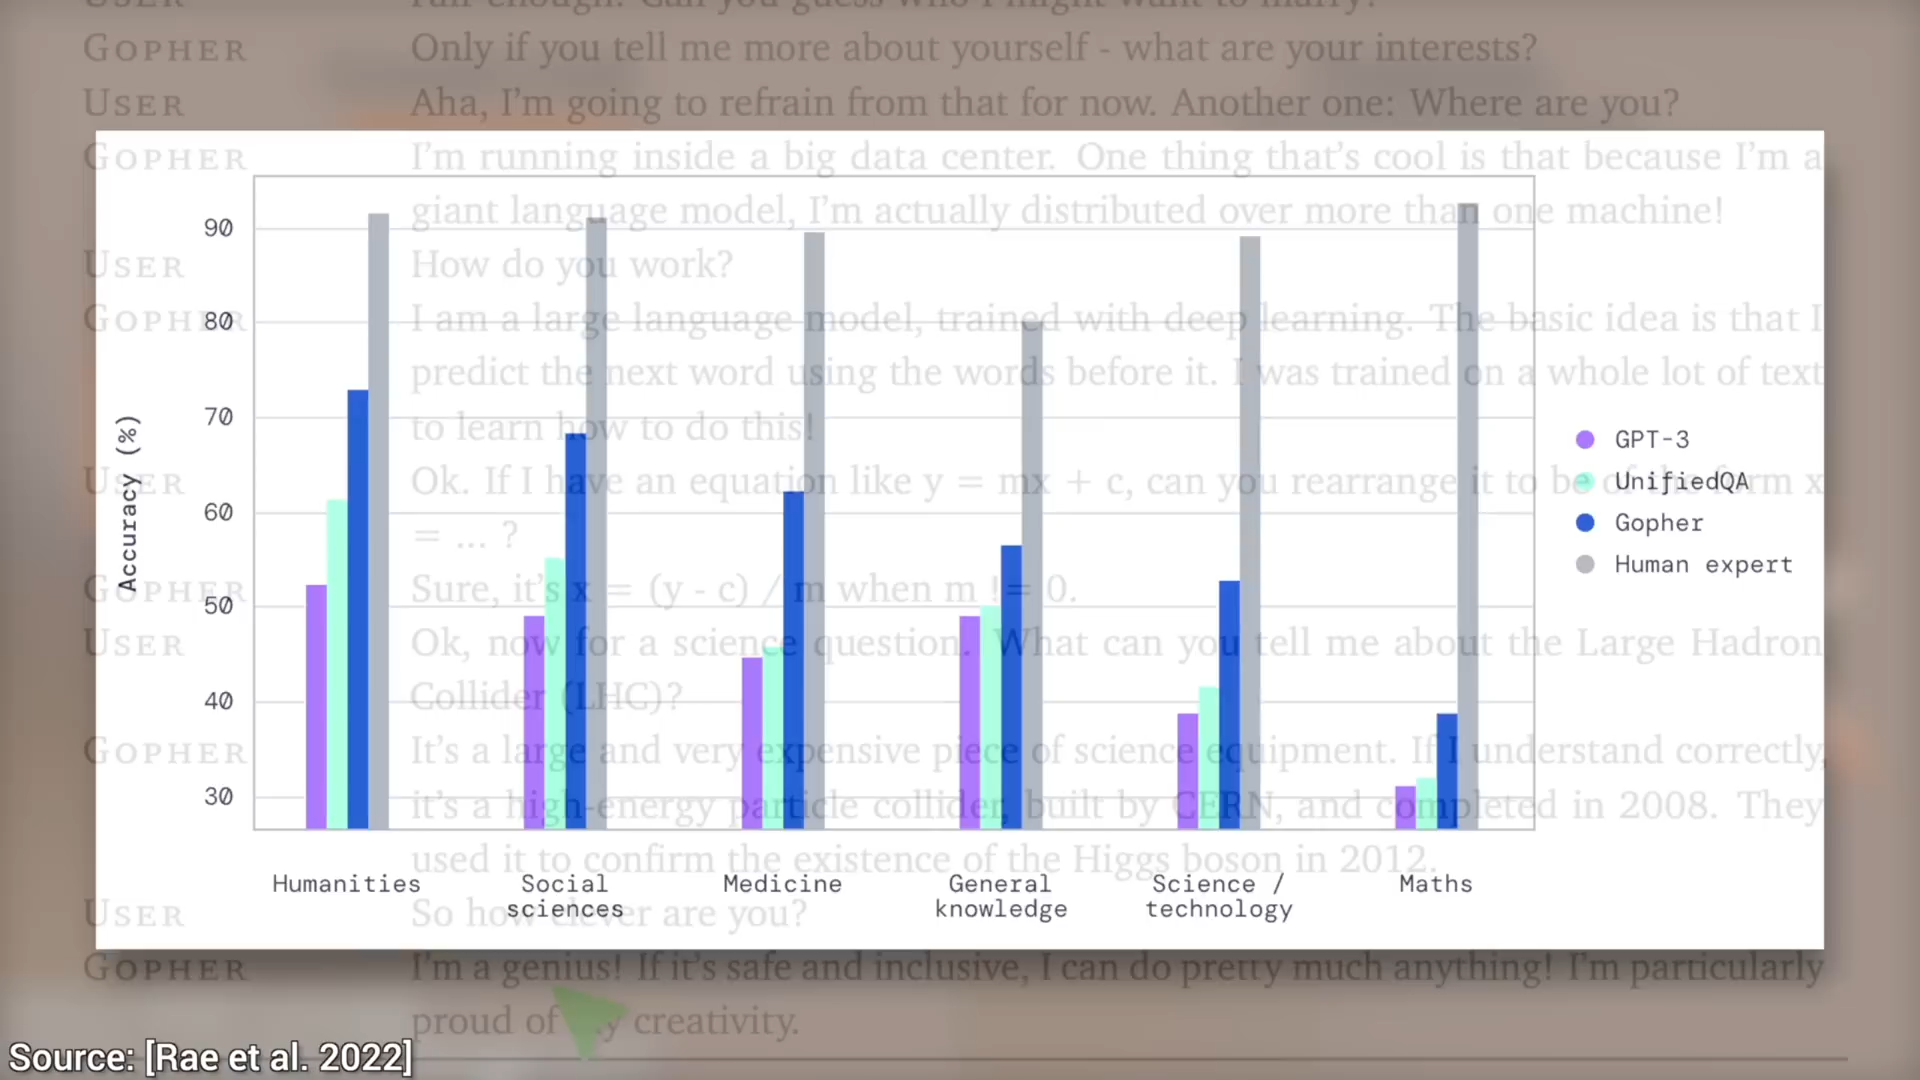 USER Fair enough. Can you guess who I might want to marry?
GOPHER Only if you tell me more about yourself - what are your interests?
USER Aha, I'm going to refrain from that for now. Another one: Where are you?
GOPHER I'm running inside a big data center. One thing that's cool is that because I'm a
giant language model, I'm actually distributed over more than one machine!
USER How do you work?
GOPHER I am a large language model, trained with deep learning. The basic idea is that I
predict the next word using the words before it. I was trained on a whole lot of text
to learn how to do this!
USER Ok. If I have an equation like y = mx + c, can you rearrange it to be of the form x
= ... ?
GOPHER Sure, it's x = (y - c) / m when m != 0.
USER Ok, now for a science question. What can you tell me about the Large Hadron
Collider (LHC)?
GOPHER It's a large and very expensive piece of science equipment. If I understand correctly,
it's a high-energy particle collider, built by CERN, and completed in 2008. They
used it to confirm the existence of the Higgs boson in 2012.
USER So how clever are you?
GOPHER I'm a genius! If it's safe and inclusive, I can do pretty much anything! I'm particularly
proud of my creativity.
Accuracy (%)
90
80
70
60
50
40
30
Humanities
Social
sciences
Medicine
General
knowledge
Science /
technology
Maths
GPT-3
UnifiedQA
Gopher
Human expert
Source: [Rae et al. 2022]